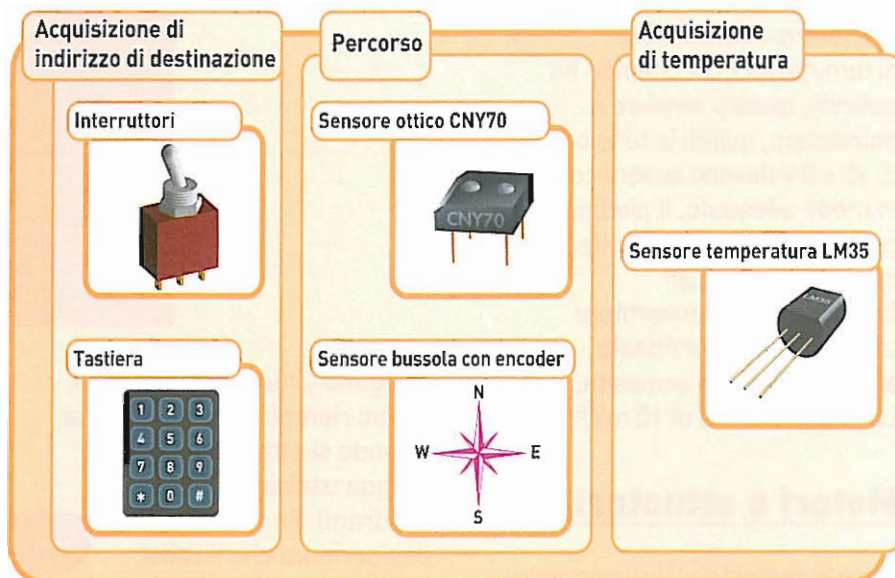 Acquisizione di
indirizzo di destinazione
Interruttori
Tastiera
1 2 3
4 5 6
7 8 9
* 0 #
Percorso
Sensore ottico CNY70
CNY70
Sensore bussola con encoder
N
W E
S
Acquisizione
di temperatura
Sensore temperatura LM35
LM35